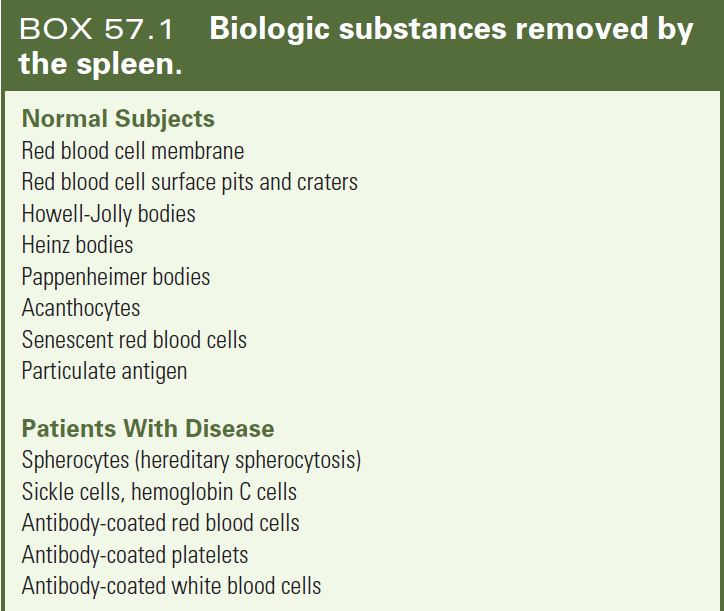 BOX 57.1 Biologic substances removed by
the spleen.
Normal Subjects
Red blood cell membrane
Red blood cell surface pits and craters
Howell-Jolly bodies
Heinz bodies
Pappenheimer bodies
Acanthocytes
Senescent red blood cells
Particulate antigen
Patients With Disease
Spherocytes (hereditary spherocytosis)
Sickle cells, hemoglobin C cells
Antibody-coated red blood cells
Antibody-coated platelets
Antibody-coated white blood cells